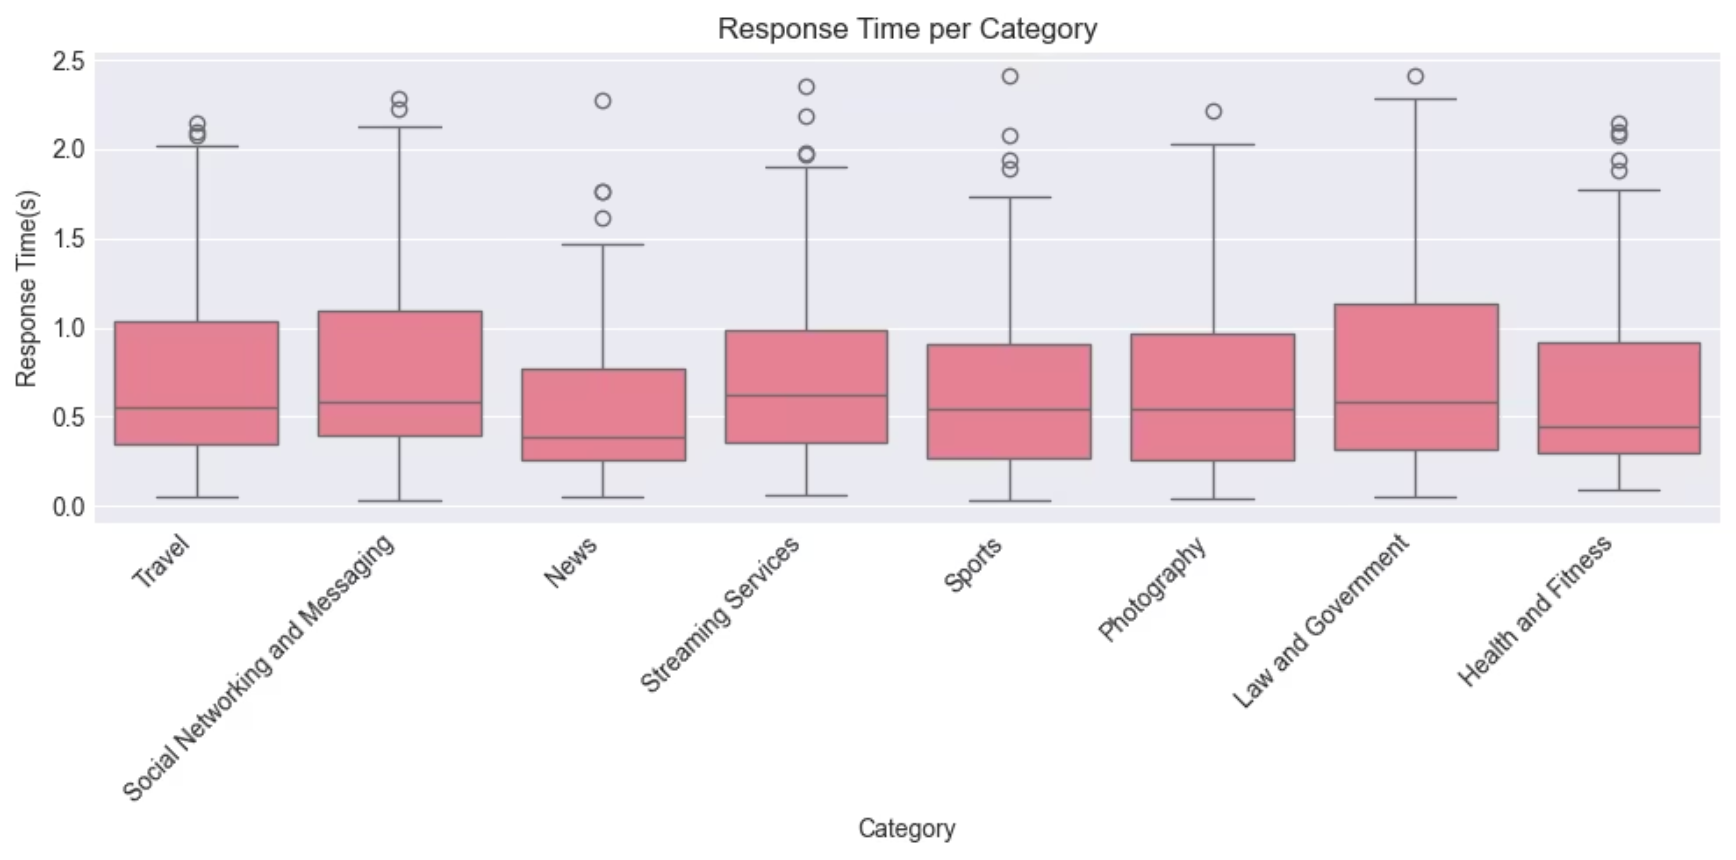 Response Time per Category
Response Time(s)
2.5
2.0
1.5
1.0
0.5
0.0
Travel
Social Networking and Messaging
News
Streaming Services
Sports
Photography
Law and Government
Health and Fitness
Category